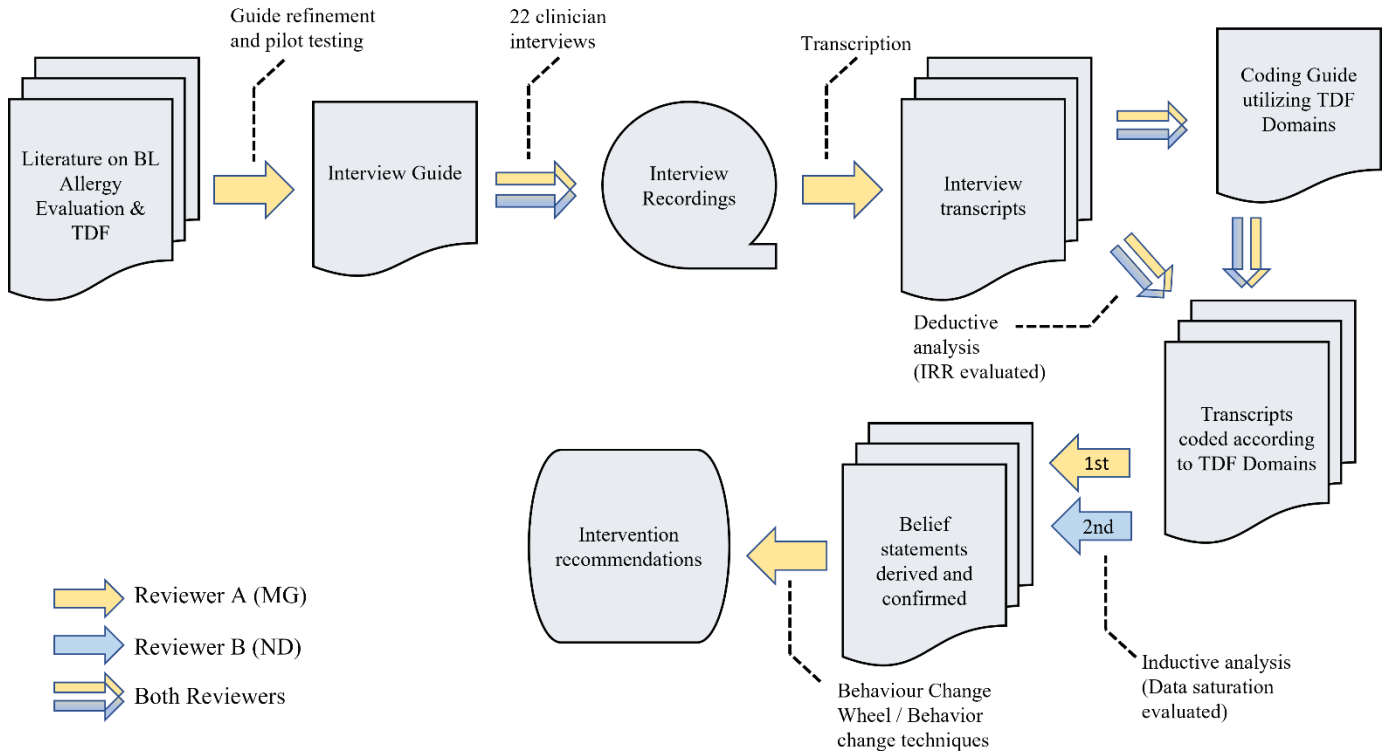 Guide refinement
and pilot testing
22 clinician
interviews
Transcription
Literature on BL
Allergy
Evaluation &
TDF
Interview Guide
Interview
Recordings
Interview
transcripts
Coding Guide
utilizing TDF
Domains
Deductive
analysis
(IRR evaluated)
Transcripts
coded according
to TDF Domains
1st
2nd
Belief
statements
derived and
confirmed
Intervention
recommendations
Inductive analysis
(Data saturation
evaluated)
Behaviour Change
Wheel / Behavior
change techniques
Reviewer A (MG)
Reviewer B (ND)
Both Reviewers